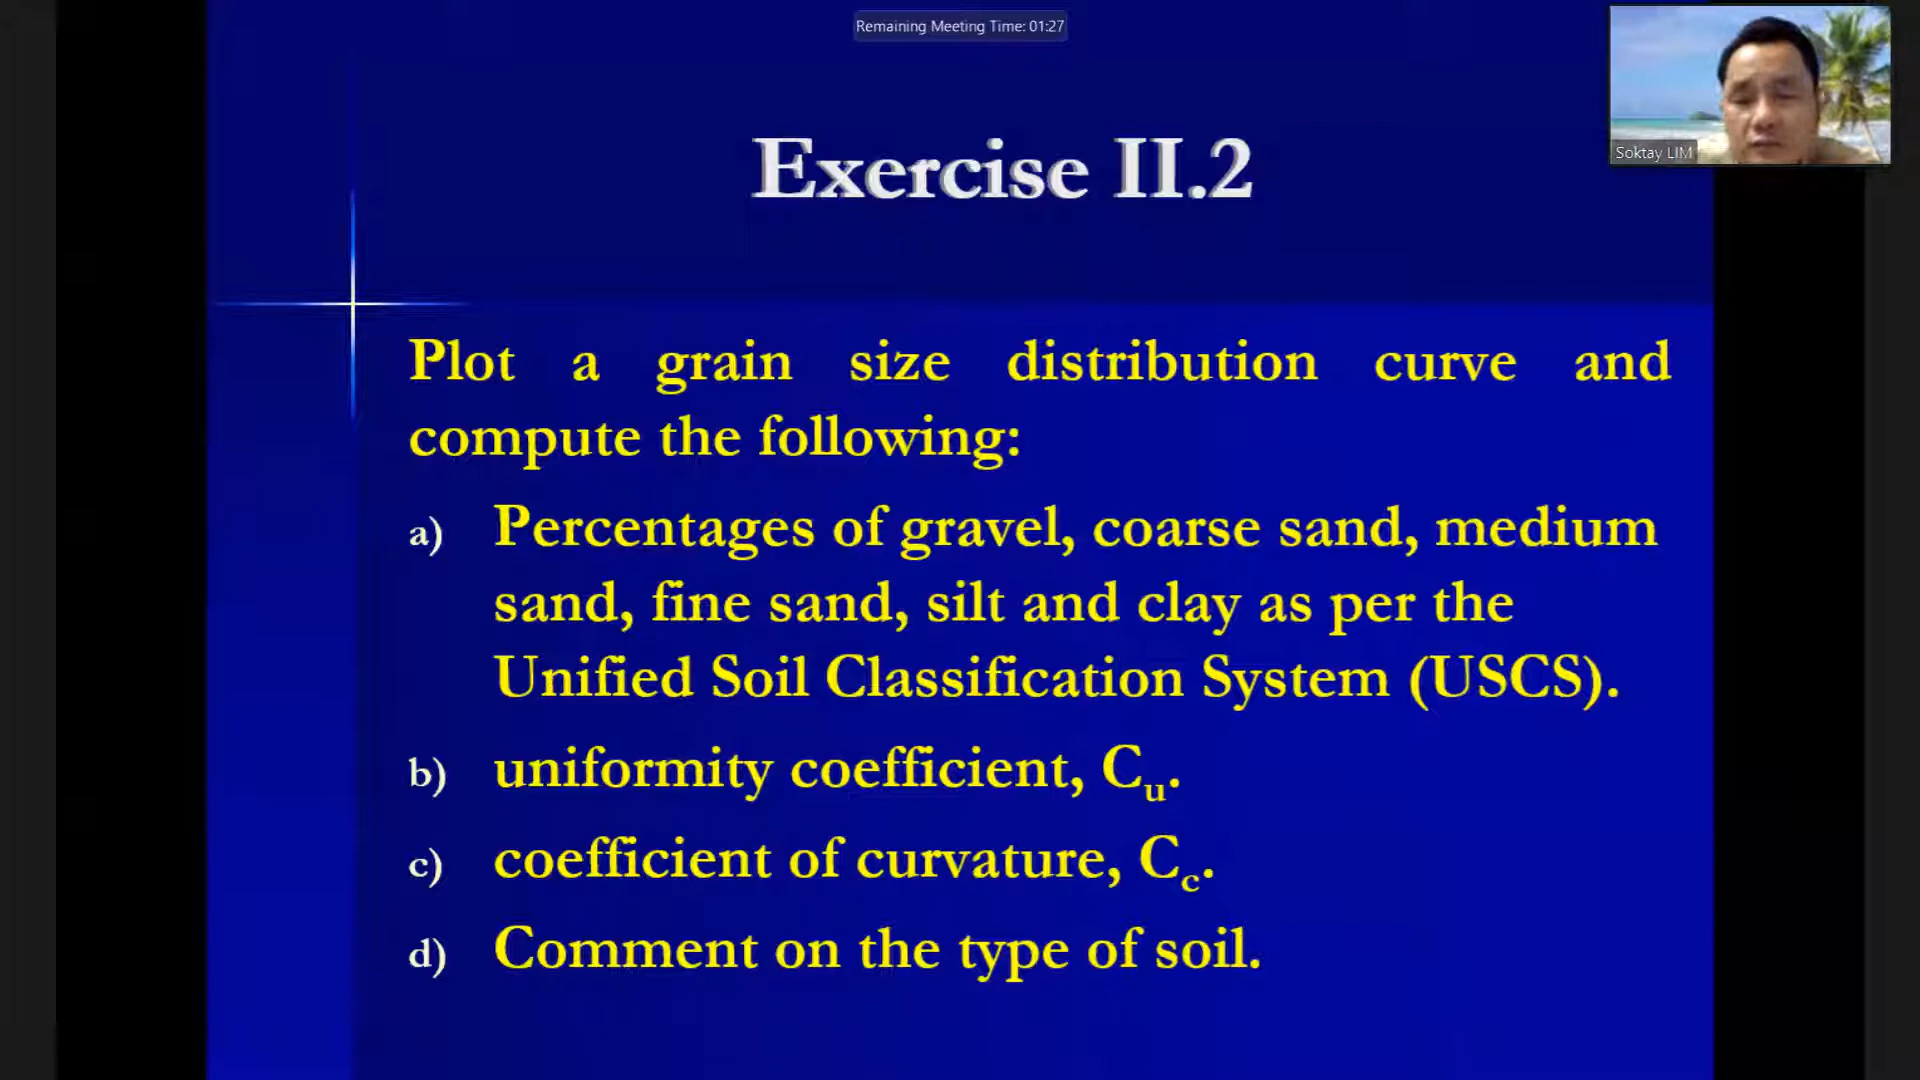 Remaining Meeting Time: 01:27
Soktay LIM
Exercise II.2
Plot a grain size distribution curve and
compute the following:
a) Percentages of gravel, coarse sand, medium
sand, fine sand, silt and clay as per the
Unified Soil Classification System (USCS).
b) uniformity coefficient, Cu.
c) coefficient of curvature, Cc.
d) Comment on the type of soil.